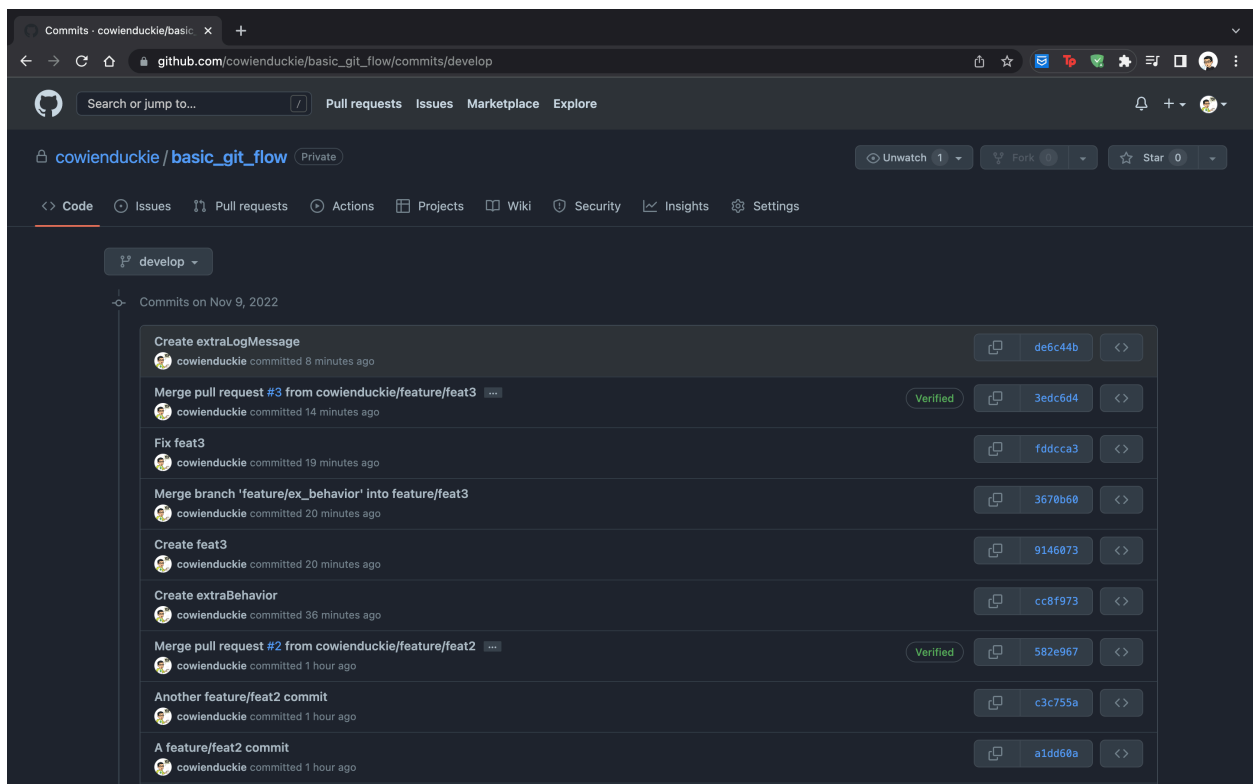 Commits · cowienduckie/basic_
github.com/cowienduckie/basic_git_flow/commits/develop
Search or jump to... / Pull requests Issues Marketplace Explore
cowienduckie / basic_git_flow Private
Unwatch 1 Fork 0 Star 0
Code Issues Pull requests Actions Projects Wiki Security Insights Settings
develop
Commits on Nov 9, 2022
Create extraLogMessage
cowienduckie committed 8 minutes ago
de6c44b
Merge pull request #3 from cowienduckie/feature/feat3 ...
cowienduckie committed 14 minutes ago
Verified 3edc6d4
Fix feat3
cowienduckie committed 19 minutes ago
fddcca3
Merge branch 'feature/ex_behavior' into feature/feat3
cowienduckie committed 20 minutes ago
3670b60
Create feat3
cowienduckie committed 20 minutes ago
9146073
Create extraBehavior
cowienduckie committed 36 minutes ago
cc8f973
Merge pull request #2 from cowienduckie/feature/feat2 ...
cowienduckie committed 1 hour ago
Verified 582e967
Another feature/feat2 commit
cowienduckie committed 1 hour ago
c3c755a
A feature/feat2 commit
cowienduckie committed 1 hour ago
a1dd60a